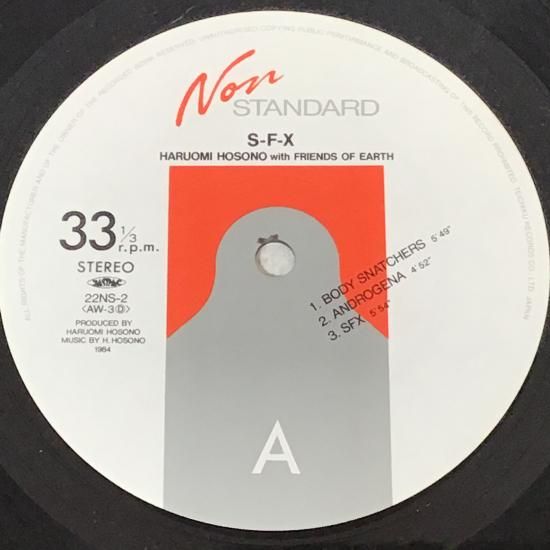 ALL RIGHTS OF THE MANUFACTURER AND OF THE OWNER OF THE RECORDED WORK RESERVED. UNAUTHORISED COPYING PUBLIC PERFORMANCE AND BROADCASTING OF THIS RECORD PROHIBITED TEICHIKU RECORDS CO., LTD. JAPAN
Non
STANDARD
S-F-X
HARUOMI HOSONO with FRIENDS OF EARTH
33 1/3
r.p.m.
STEREO
22NS-2
〈AW-3Ⓓ〉
PRODUCED BY
HARUOMI HOSONO
MUSIC BY H. HOSONO
1984
1. BODY SNATCHERS 5'49"
2. ANDROGENA 4'52"
3. SFX 5'54"
A